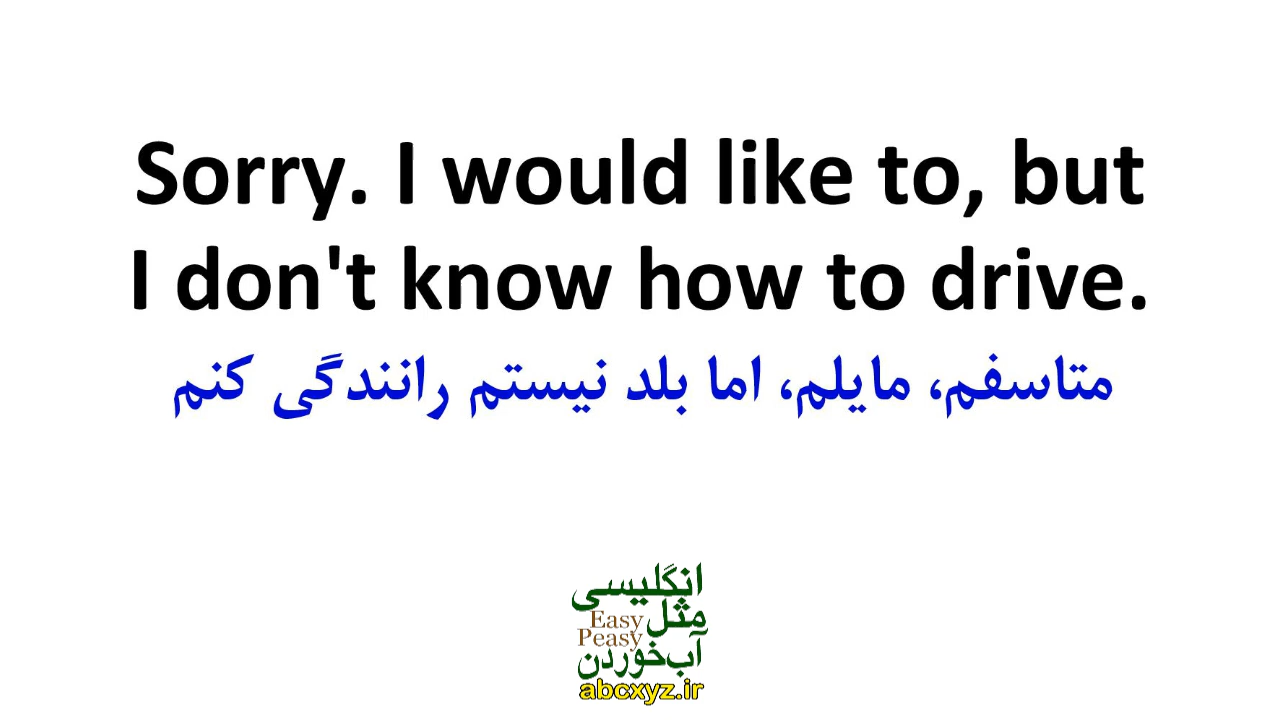 Sorry. I would like to, but
I don't know how to drive.
متاسفم، مایلم، اما بلد نیستم رانندگی کنم
انگلیسی
مثل
Easy
Peasy
آب‌خوردن
abcxyz.ir